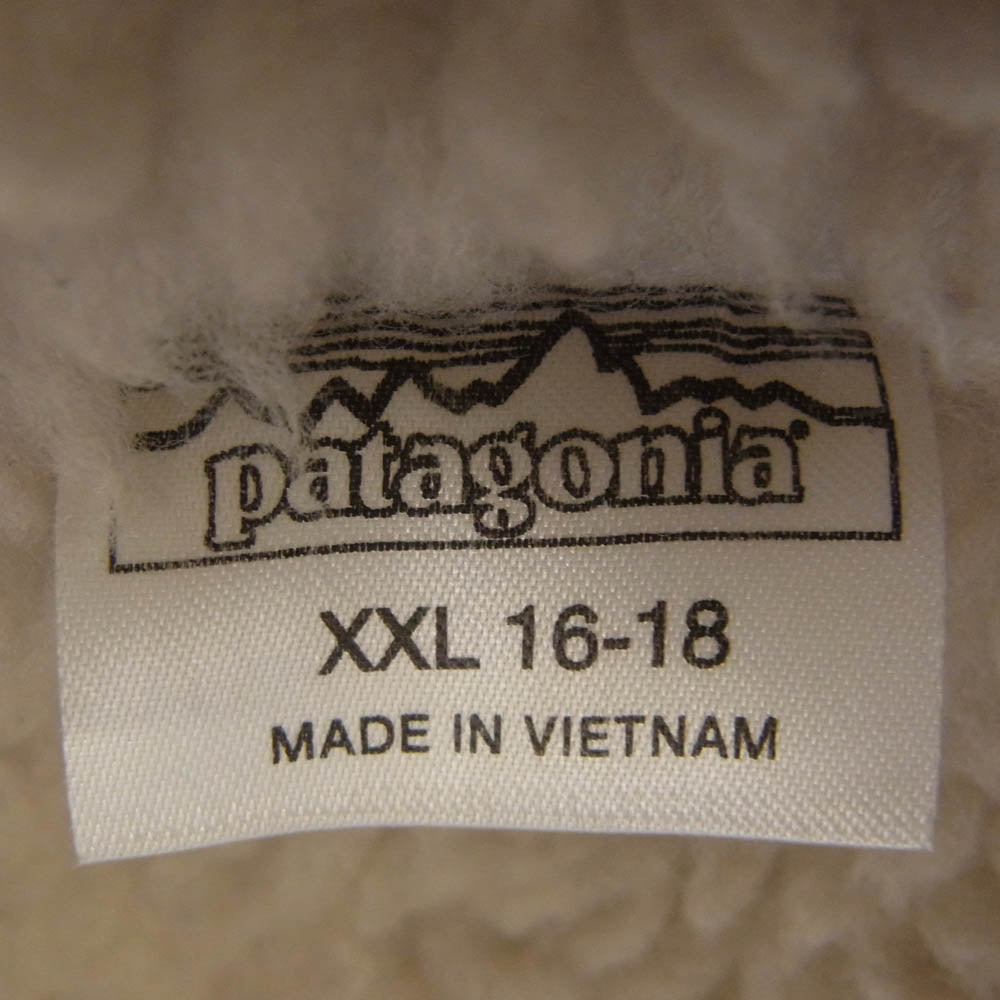 patagonia®
XXL 16-18
MADE IN VIETNAM